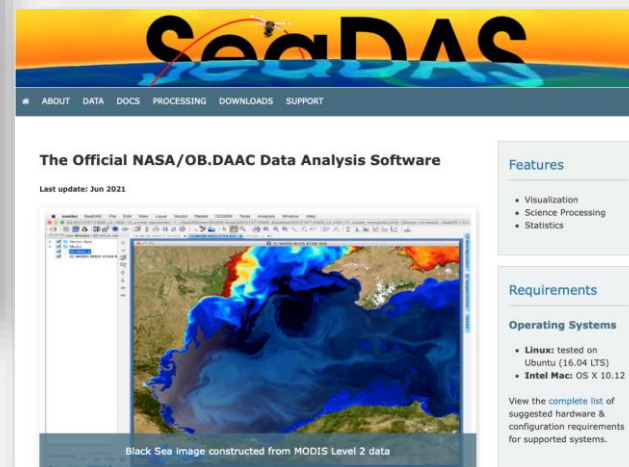 SeaDAS
ABOUT DATA DOCS PROCESSING DOWNLOADS SUPPORT
The Official NASA/OB.DAAC Data Analysis Software
Last update: Jun 2021
Black Sea image constructed from MODIS Level 2 data
Features
• Visualization
• Science Processing
• Statistics
Requirements
Operating Systems
• Linux: tested on
Ubuntu (16.04 LTS)
• Intel Mac: OS X 10.12
View the complete list of
suggested hardware &
configuration requirements
for supported systems.